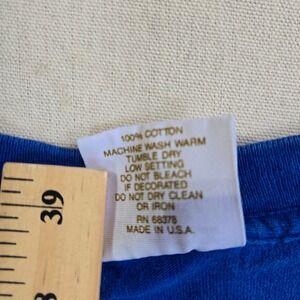 100% COTTON
MACHINE WASH WARM
TUMBLE DRY
LOW SETTING
DO NOT BLEACH
IF DECORATED
DO NOT DRY CLEAN
OR IRON
RN 68378
MADE IN U.S.A.
39